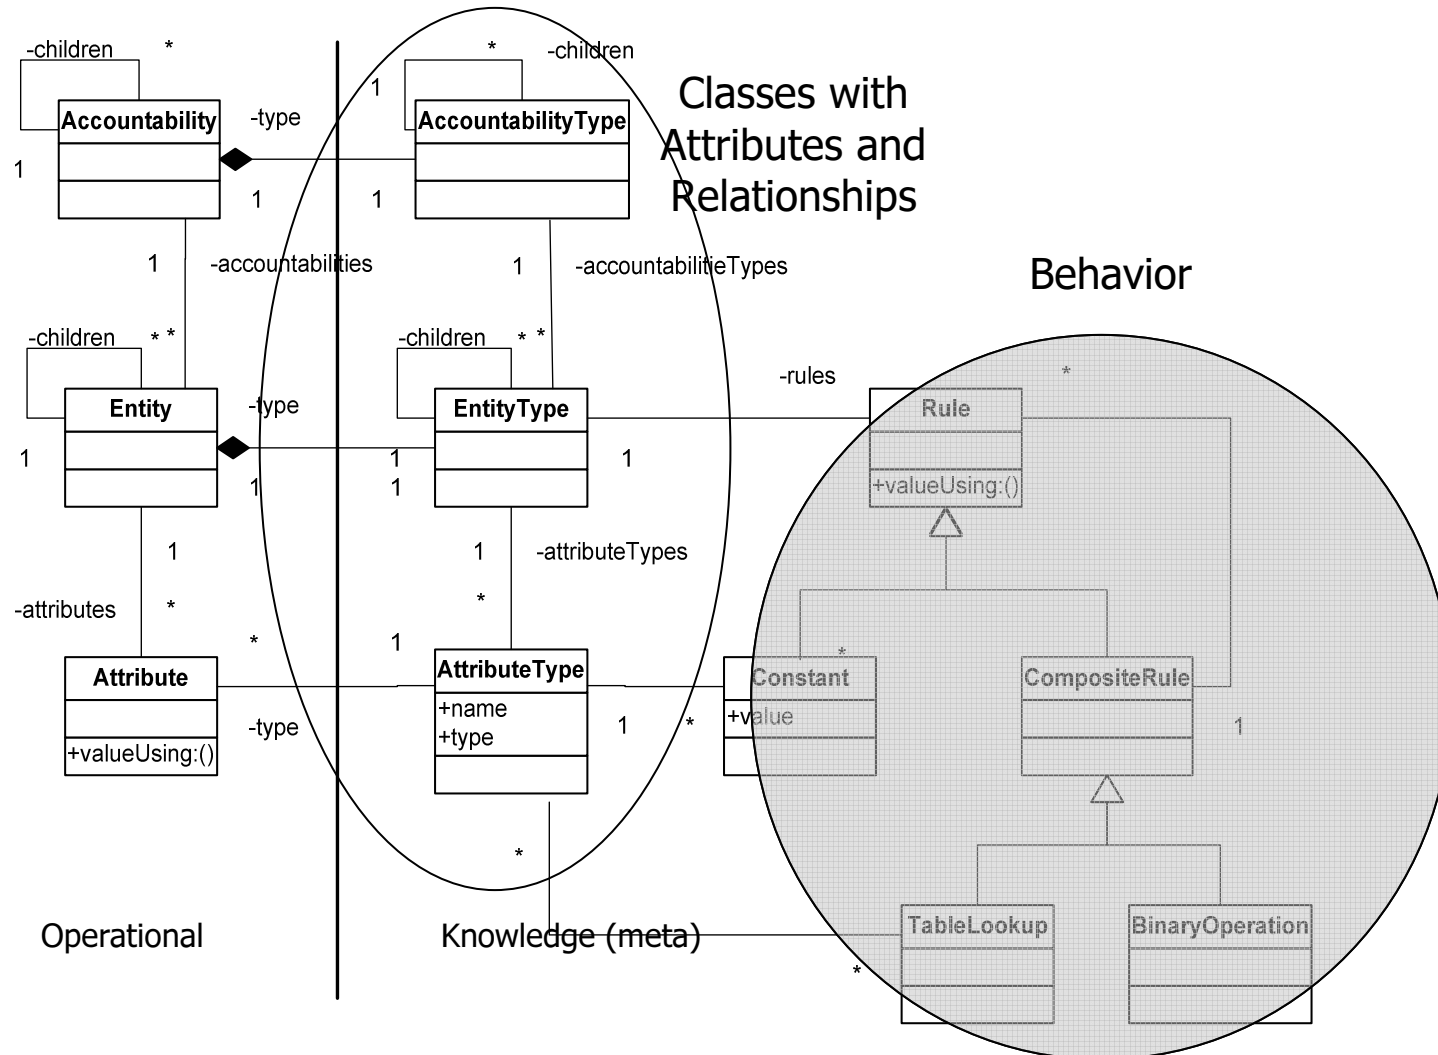 -children
*
*
-children
1
Classes with
Attributes and
Relationships
Accountability
-type
AccountabilityType
1
1
1
1
-accountabilities
1
-accountabilitieTypes
Behavior
-children
*
*
-children
*
*
-rules
*
Entity
-type
EntityType
Rule
1
1
1
1
1
+valueUsing:()
1
1
-attributeTypes
-attributes
*
*
*
1
*
Attribute
AttributeType
Constant
CompositeRule
+name
+type
+value
-type
1
*
1
+valueUsing:()
*
Operational
Knowledge (meta)
TableLookup
BinaryOperation
*